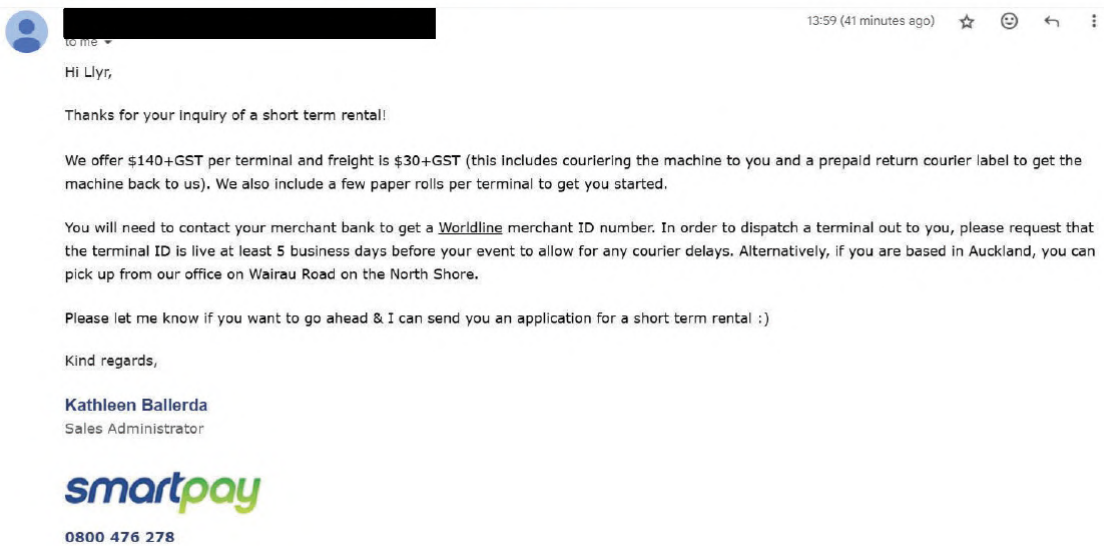 13:59 (41 minutes ago)
to me
Hi Llyr,
Thanks for your inquiry of a short term rental!
We offer $140+GST per terminal and freight is $30+GST (this includes couriering the machine to you and a prepaid return courier label to get the
machine back to us). We also include a few paper rolls per terminal to get you started.
You will need to contact your merchant bank to get a Worldline merchant ID number. In order to dispatch a terminal out to you, please request that
the terminal ID is live at least 5 business days before your event to allow for any courier delays. Alternatively, if you are based in Auckland, you can
pick up from our office on Wairau Road on the North Shore.
Please let me know if you want to go ahead & I can send you an application for a short term rental :)
Kind regards,
Kathleen Ballerda
Sales Administrator
smartpay
0800 476 278